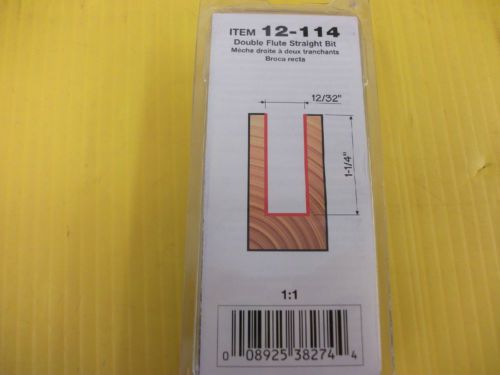 ITEM 12-114
Double Flute Straight Bit
Mèche droite à deux tranchants
Broca recta
12/32"
1-1/4"
1:1
0 08925 38274 4